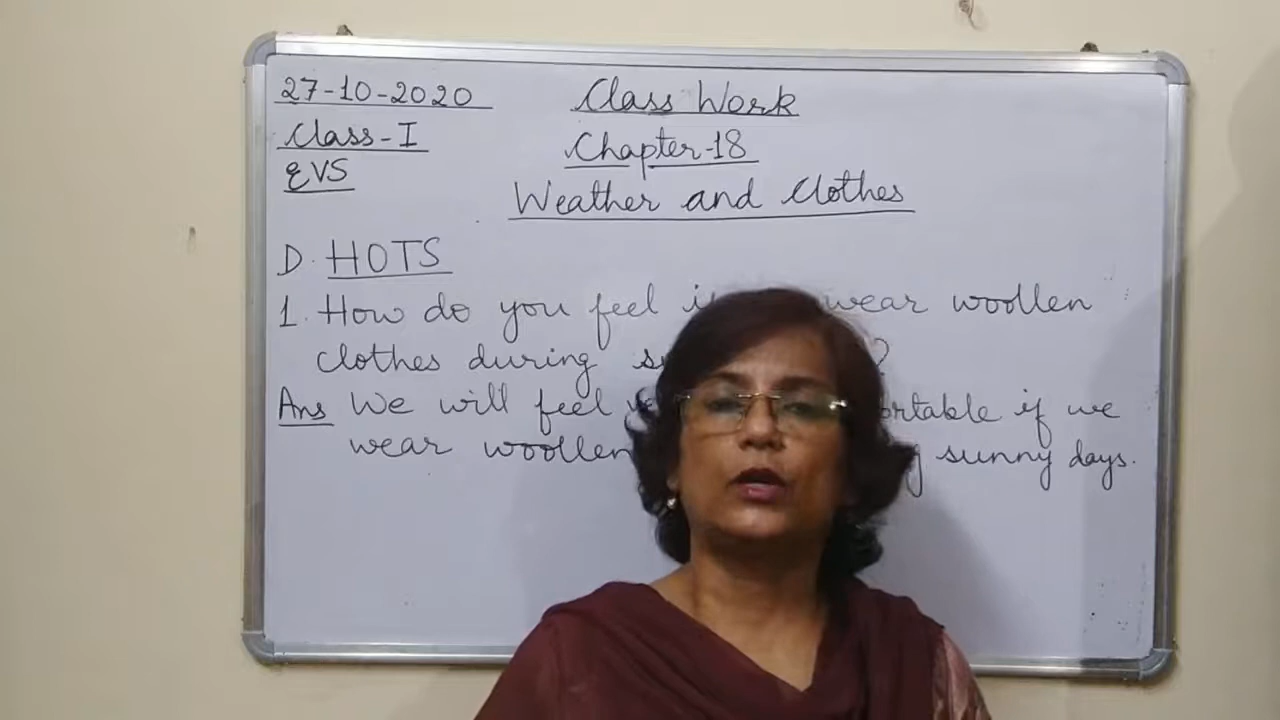 27-10-2020
Class Work
Class-I
Chapter-18
EVS
Weather and Clothes
D. HOTS
1. How do you feel wear woollen
clothes during ?
Ans We will feel if we
wear woollen sunny days.